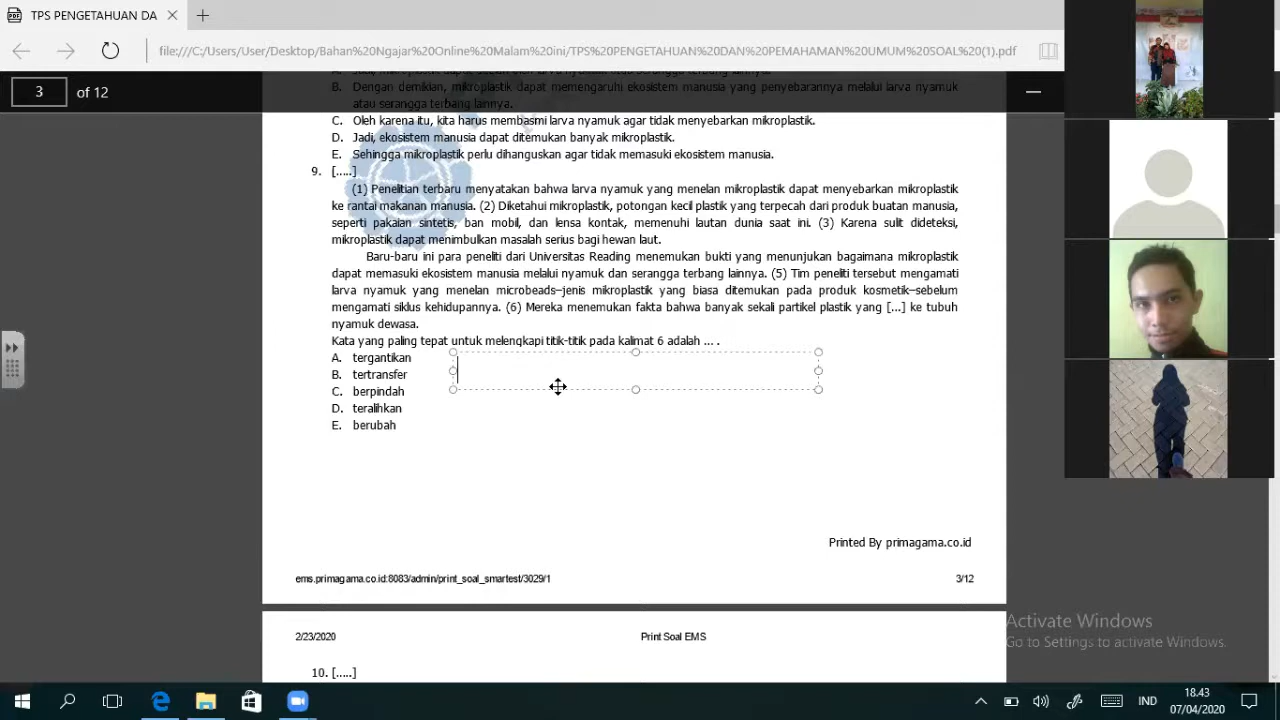 TPS PENGETAHUAN DA
file:///C:/Users/User/Desktop/Bahan%20Ngajar%20Online%20Malam%20ini/TPS%20PENGETAHUAN%20DAN%20PEMAHAMAN%20UMUM%20SOAL%20(1).pdf
3 of 12
B. Dengan demikian, mikroplastik dapat memengaruhi ekosistem manusia yang penyebarannya melalui larva nyamuk
atau serangga terbang lainnya.
C. Oleh karena itu, kita harus membasmi larva nyamuk agar tidak menyebarkan mikroplastik.
D. Jadi, ekosistem manusia dapat ditemukan banyak mikroplastik.
E. Sehingga mikroplastik perlu dihanguskan agar tidak memasuki ekosistem manusia.
9. [.....]
(1) Penelitian terbaru menyatakan bahwa larva nyamuk yang menelan mikroplastik dapat menyebarkan mikroplastik
ke rantai makanan manusia. (2) Diketahui mikroplastik, potongan kecil plastik yang terpecah dari produk buatan manusia,
seperti pakaian sintetis, ban mobil, dan lensa kontak, memenuhi lautan dunia saat ini. (3) Karena sulit dideteksi,
mikroplastik dapat menimbulkan masalah serius bagi hewan laut.
Baru-baru ini para peneliti dari Universitas Reading menemukan bukti yang menunjukan bagaimana mikroplastik
dapat memasuki ekosistem manusia melalui nyamuk dan serangga terbang lainnya. (5) Tim peneliti tersebut mengamati
larva nyamuk yang menelan microbeads–jenis mikroplastik yang biasa ditemukan pada produk kosmetik–sebelum
mengamati siklus kehidupannya. (6) Mereka menemukan fakta bahwa banyak sekali partikel plastik yang [...] ke tubuh
nyamuk dewasa.
Kata yang paling tepat untuk melengkapi titik-titik pada kalimat 6 adalah ... .
A. tergantikan
B. tertransfer
C. berpindah
D. teralihkan
E. berubah
Printed By primagama.co.id
ems.primagama.co.id:8083/admin/print_soal_smartest/3029/1
3/12
2/23/2020
Print Soal EMS
10. [.....]
Activate Windows
Go to Settings to activate Windows.
IND
18.43
07/04/2020